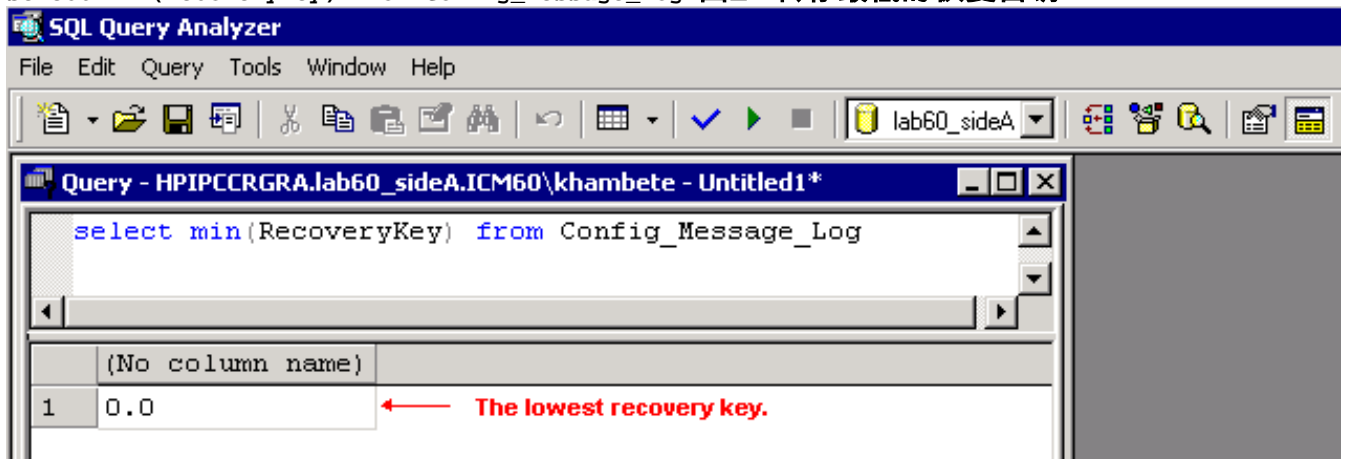 SQL Query Analyzer
File Edit Query Tools Window Help
lab60_sideA
Query - HPIPCCRGRA.lab60_sideA.ICM60\khambete - Untitled1*
select min(RecoveryKey) from Config_Message_Log
(No column name)
1 0.0
The lowest recovery key.